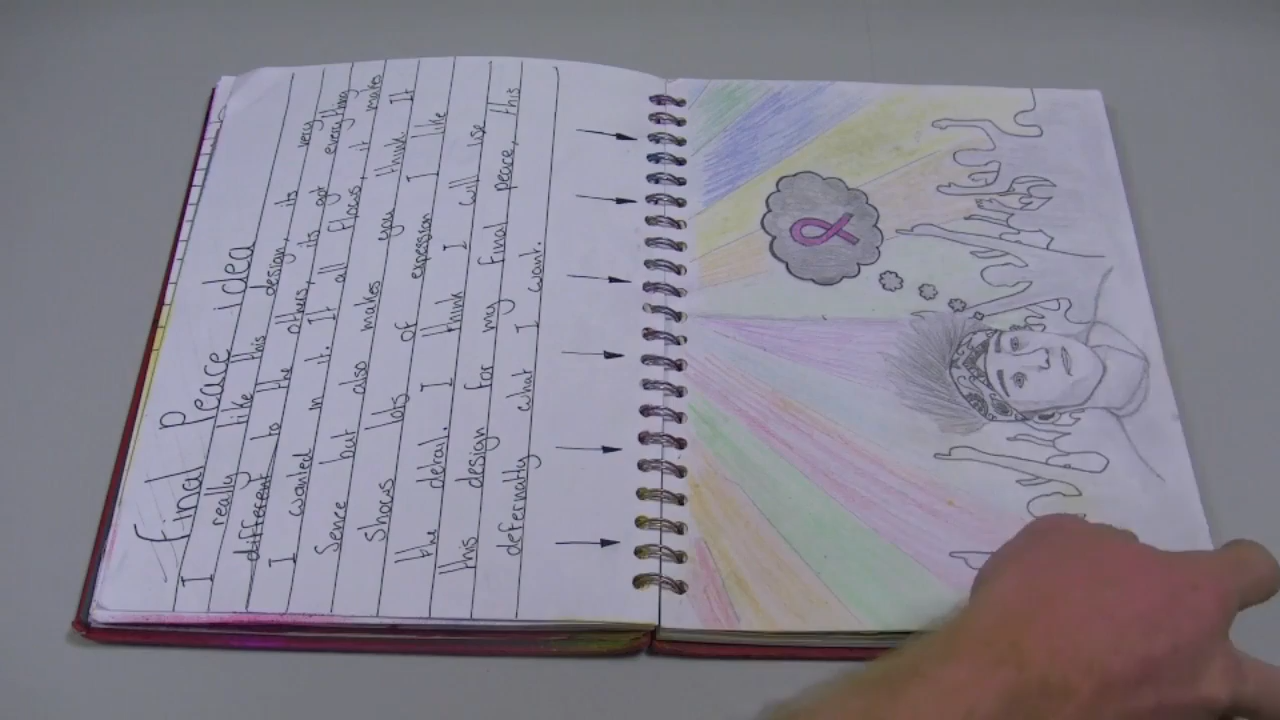 Final Peace idea
I really like this design, its very
different to the others, its got everything
I wanted in it. It all flows, it makes
Sence but also makes you think. It
Shows lots of expession I like
the detail. I think I will use
this design for my final peace, this
defernatly what I want.